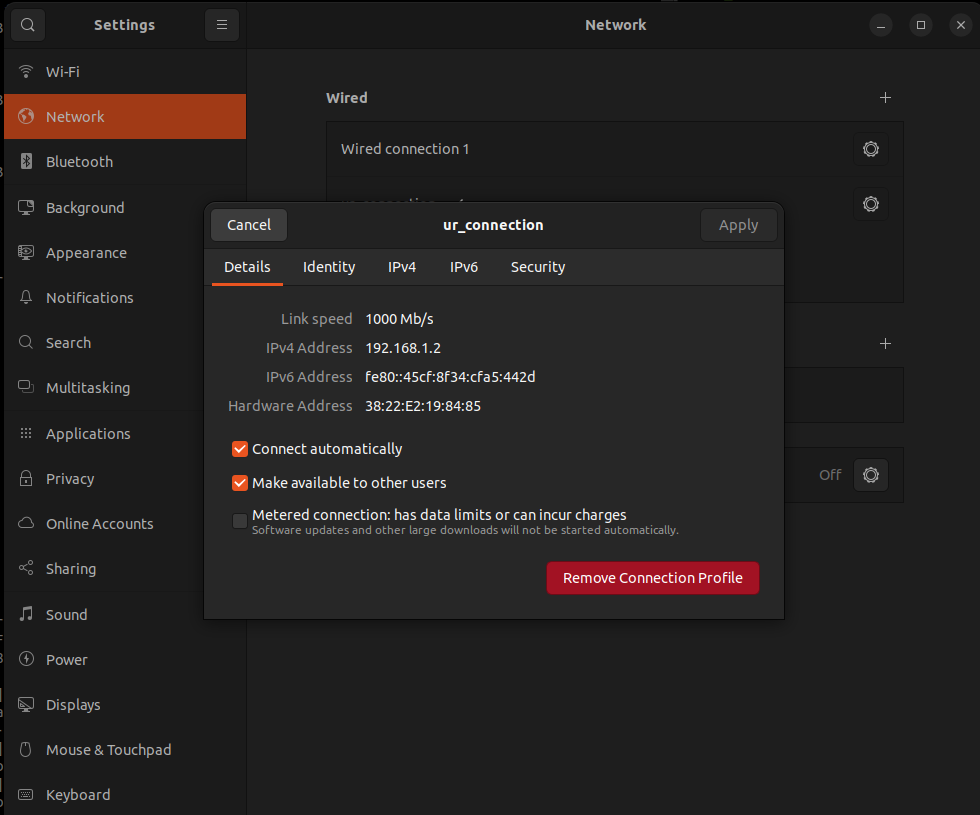 Settings
Network
Wi-Fi
Network
Bluetooth
Background
Appearance
Notifications
Search
Multitasking
Applications
Privacy
Online Accounts
Sharing
Sound
Power
Displays
Mouse & Touchpad
Keyboard
Wired
Wired connection 1
Cancel
ur_connection
Apply
Details
Identity
IPv4
IPv6
Security
Link speed 1000 Mb/s
IPv4 Address 192.168.1.2
IPv6 Address fe80::45cf:8f34:cfa5:442d
Hardware Address 38:22:E2:19:84:85
Connect automatically
Make available to other users
Metered connection: has data limits or can incur charges
Software updates and other large downloads will not be started automatically.
Remove Connection Profile
Off